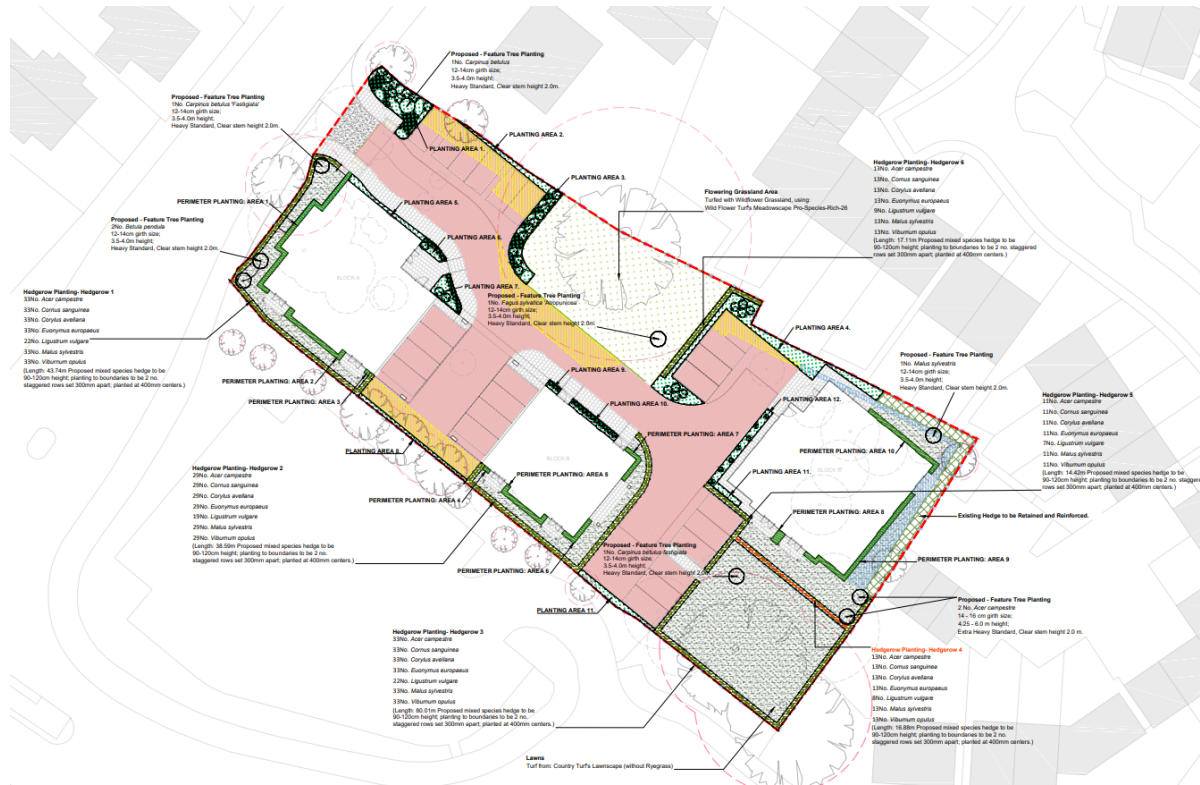 Proposed - Feature Tree Planting
1No. Carpinus betulus
12-14cm girth size;
3.5-4.0m height;
Heavy Standard, Clear stem height 2.0m.
Proposed - Feature Tree Planting
1No. Carpinus betulus 'Fastigiata'
12-14cm girth size;
3.5-4.0m height;
Heavy Standard, Clear stem height 2.0m.
PLANTING AREA 2.
PLANTING AREA 1.
PLANTING AREA 3.
Flowering Grassland Area
Turfed with Wildflower Grassland, using:
Wild Flower Turf's Meadowscape Pro-Species-Rich-26
Hedgerow Planting- Hedgerow 6
13No. Acer campestre
13No. Cornus sanguinea
13No. Corylus avellana
13No. Euonymus europaeus
9No. Ligustrum vulgare
13No. Malus sylvestris
13No. Viburnum opulus
(Length: 17.11m Proposed mixed species hedge to be
90-120cm height; planting to boundaries to be 2 no. staggered
rows set 300mm apart; planted at 400mm centers.)
PERIMETER PLANTING: AREA 1
PLANTING AREA 5.
Proposed - Feature Tree Planting
2No. Betula pendula
12-14cm girth size;
3.5-4.0m height;
Heavy Standard, Clear stem height 2.0m.
PLANTING AREA 6.
BLOCK A
PLANTING AREA 7.
Proposed - Feature Tree Planting
1No. Fagus sylvatica 'Atropunicea'
12-14cm girth size;
3.5-4.0m height;
Heavy Standard, Clear stem height 2.0m.
Hedgerow Planting- Hedgerow 1
33No. Acer campestre
33No. Cornus sanguinea
33No. Corylus avellana
33No. Euonymus europaeus
22No. Ligustrum vulgare
33No. Malus sylvestris
33No. Viburnum opulus
(Length: 43.74m Proposed mixed species hedge to be
90-120cm height; planting to boundaries to be 2 no.
staggered rows set 300mm apart; planted at 400mm centers.)
PLANTING AREA 4.
Proposed - Feature Tree Planting
1No. Malus sylvestris
12-14cm girth size;
3.5-4.0m height;
Heavy Standard, Clear stem height 2.0m.
PERIMETER PLANTING: AREA 2
PERIMETER PLANTING: AREA 3
PLANTING AREA 9.
PLANTING AREA 10.
PLANTING AREA 12.
Hedgerow Planting- Hedgerow 5
11No. Acer campestre
11No. Cornus sanguinea
11No. Corylus avellana
11No. Euonymus europaeus
7No. Ligustrum vulgare
11No. Malus sylvestris
11No. Viburnum opulus
(Length: 14.42m Proposed mixed species hedge to be
90-120cm height; planting to boundaries to be 2 no. staggered
rows set 300mm apart; planted at 400mm centers.)
PERIMETER PLANTING: AREA 7
PERIMETER PLANTING: AREA 10
PLANTING AREA 8.
BLOCK B
PERIMETER PLANTING: AREA 5
PLANTING AREA 11.
Hedgerow Planting- Hedgerow 2
29No. Acer campestre
29No. Cornus sanguinea
29No. Corylus avellana
29No. Euonymus europaeus
19No. Ligustrum vulgare
29No. Malus sylvestris
29No. Viburnum opulus
(Length: 38.59m Proposed mixed species hedge to be
90-120cm height; planting to boundaries to be 2 no.
staggered rows set 300mm apart; planted at 400mm centers.)
PERIMETER PLANTING: AREA 4
PERIMETER PLANTING: AREA 8
Existing Hedge to be Retained and Reinforced.
Proposed - Feature Tree Planting
1No. Carpinus betulus fastigiata
12-14cm girth size;
3.5-4.0m height;
Heavy Standard, Clear stem height 2.0m.
PERIMETER PLANTING: AREA 6
PERIMETER PLANTING: AREA 9
PLANTING AREA 11.
Proposed - Feature Tree Planting
2 No. Acer campestre
14 - 16 cm girth size;
4.25 - 6.0 m height;
Extra Heavy Standard, Clear stem height 2.0 m.
Hedgerow Planting- Hedgerow 3
33No. Acer campestre
33No. Cornus sanguinea
33No. Corylus avellana
33No. Euonymus europaeus
22No. Ligustrum vulgare
33No. Malus sylvestris
33No. Viburnum opulus
(Length: 80.01m Proposed mixed species hedge to be
90-120cm height; planting to boundaries to be 2 no.
staggered rows set 300mm apart; planted at 400mm centers.)
Hedgerow Planting- Hedgerow 4
13No. Acer campestre
13No. Cornus sanguinea
13No. Corylus avellana
13No. Euonymus europaeus
8No. Ligustrum vulgare
13No. Malus sylvestris
13No. Viburnum opulus
(Length: 16.88m Proposed mixed species hedge to be
90-120cm height; planting to boundaries to be 2 no.
staggered rows set 300mm apart; planted at 400mm centers.)
Lawns
Turf from: Country Turf's Lawnscape (without Ryegrass)